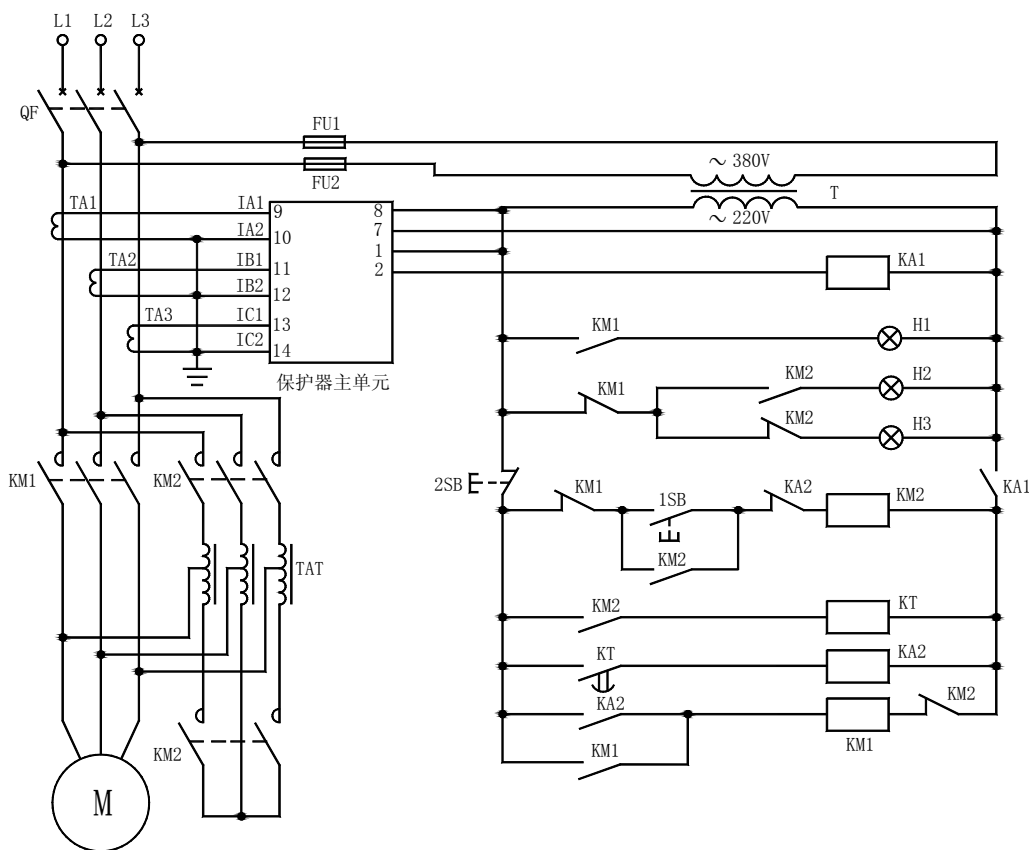 L1 L2 L3
QF
FU1
FU2
～380V
T
～220V
TA1
IA1
9
8
IA2
10
7
TA2
IB1
11
1
IB2
12
2
KA1
TA3
IC1
13
IC2
14
保护器主单元
KM1
H1
KM1
KM2
H2
KM2
H3
KM1
KM2
2SB
KM1
1SB
KA2
KM2
KA1
KM2
TAT
KM2
KT
KT
KA2
KA2
KM2
KM1
KM1
KM2
M